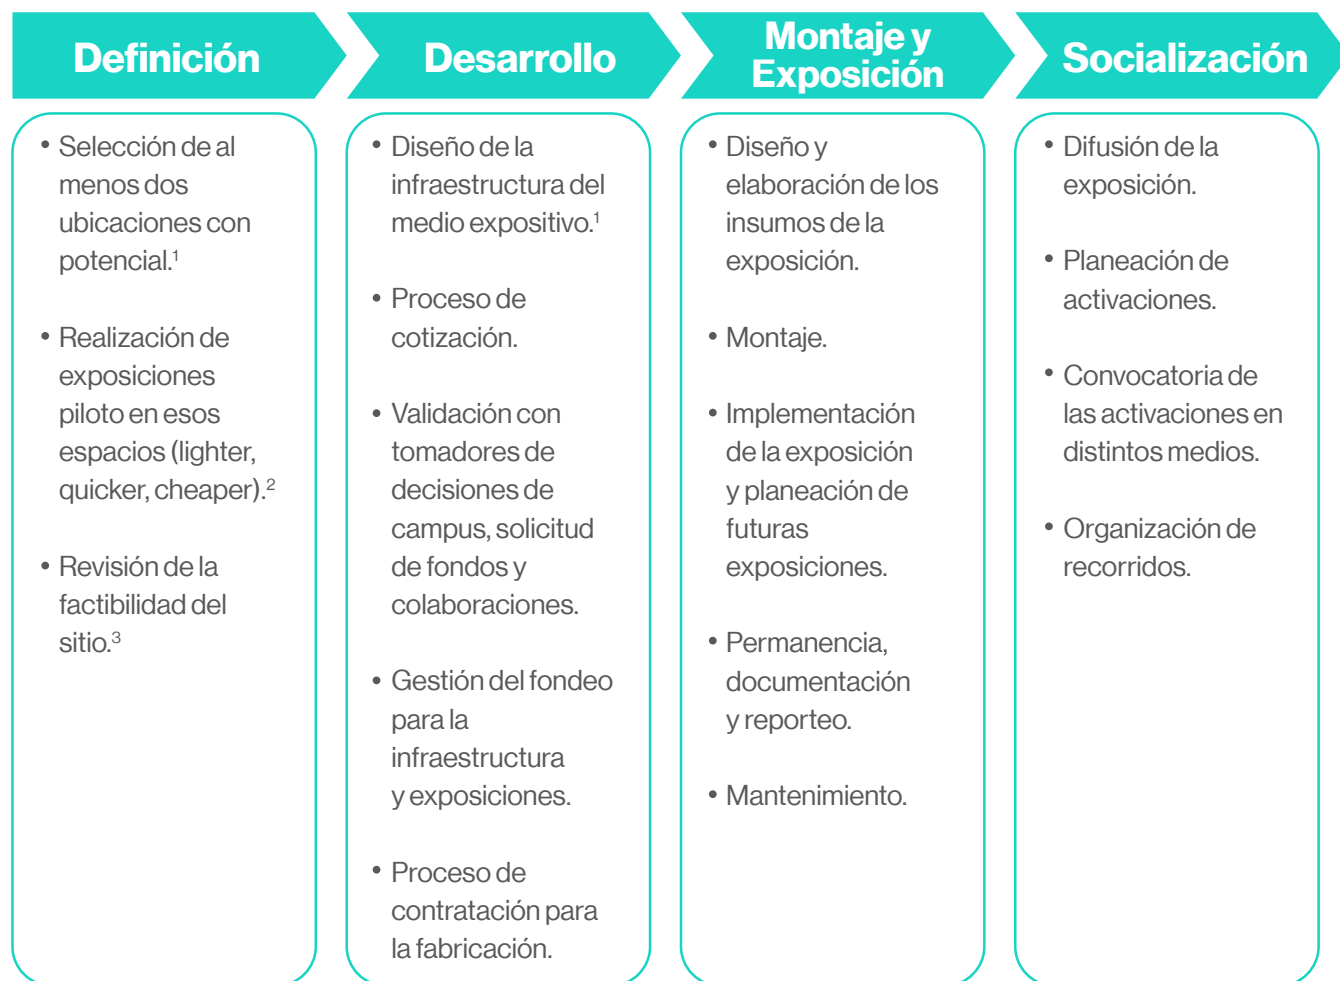 Definición
• Selección de al
menos dos
ubicaciones con
potencial.¹
• Realización de
exposiciones
piloto en esos
espacios (lighter,
quicker, cheaper).²
• Revisión de la
factibilidad del
sitio.³
Desarrollo
• Diseño de la
infraestructura del
medio expositivo.¹
• Proceso de
cotización.
• Validación con
tomadores de
decisiones de
campus, solicitud
de fondos y
colaboraciones.
• Gestión del fondeo
para la
infraestructura
y exposiciones.
• Proceso de
contratación para
la fabricación.
Montaje y
Exposición
• Diseño y
elaboración de los
insumos de la
exposición.
• Montaje.
• Implementación
de la exposición
y planeación de
futuras
exposiciones.
• Permanencia,
documentación
y reporteo.
• Mantenimiento.
Socialización
• Difusión de la
exposición.
• Planeación de
activaciones.
• Convocatoria de
las activaciones en
distintos medios.
• Organización de
recorridos.